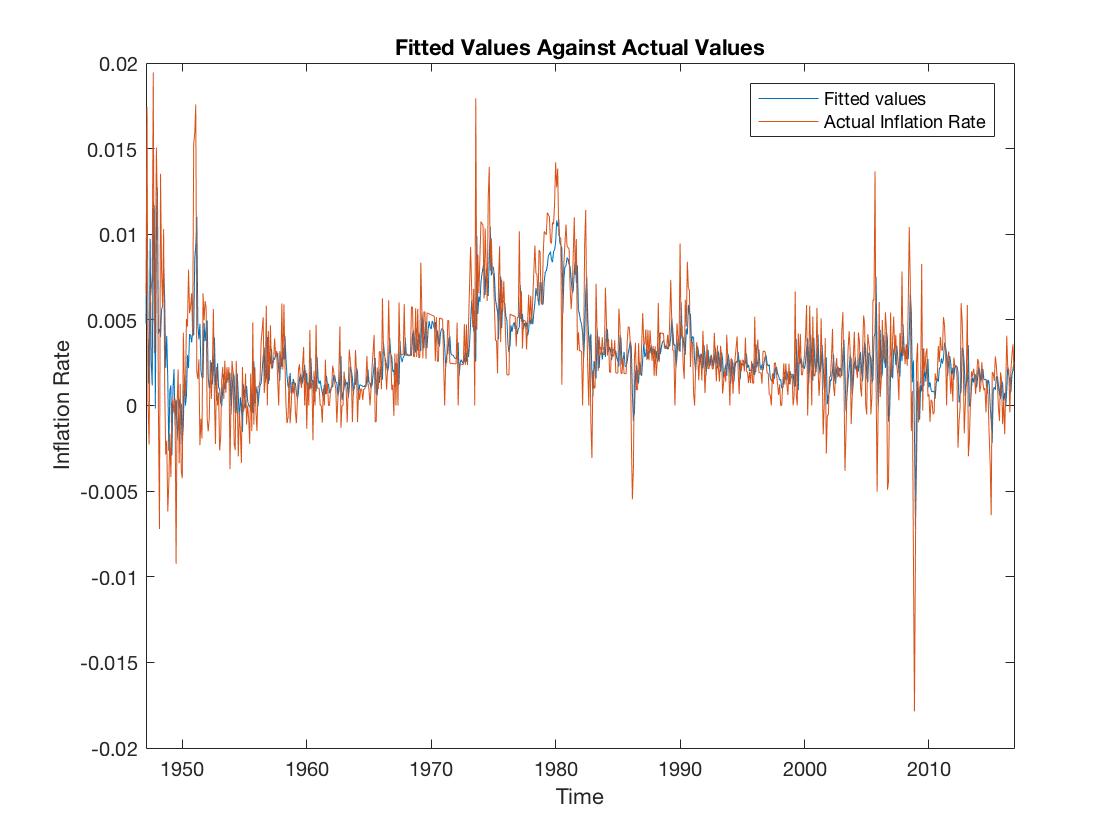 Fitted Values Against Actual Values
0.02
0.015
0.01
0.005
0
-0.005
-0.01
-0.015
-0.02
Inflation Rate
Fitted values
Actual Inflation Rate
1950 1960 1970 1980 1990 2000 2010
Time